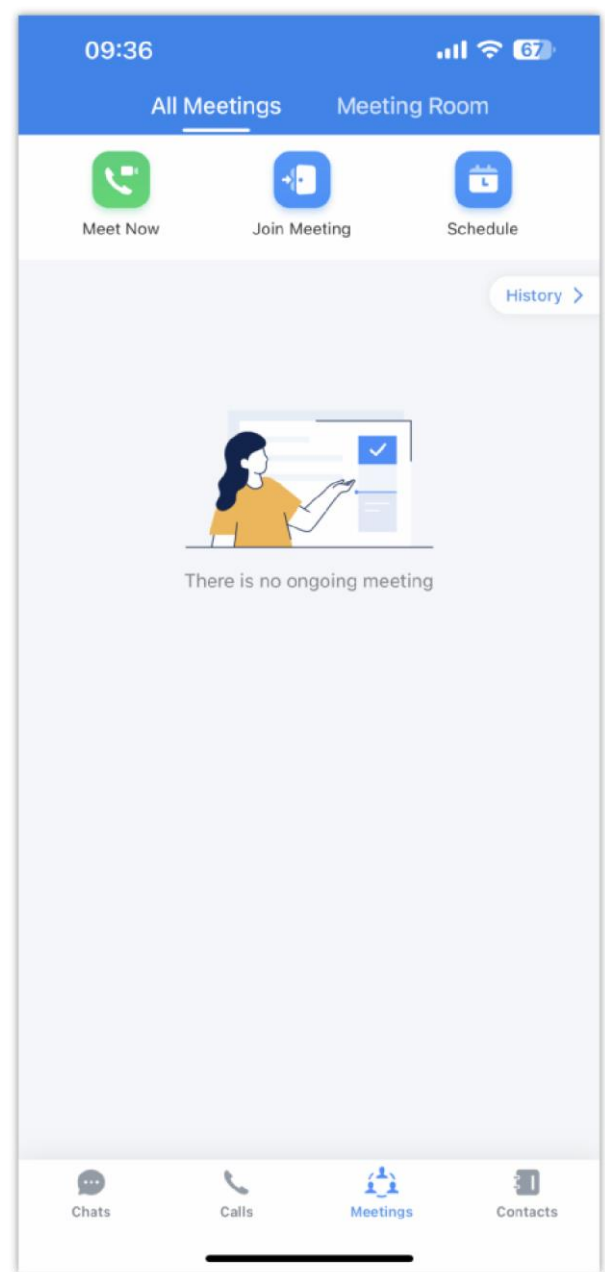 09:36 67
All Meetings Meeting Room
Meet Now Join Meeting Schedule
History
There is no ongoing meeting
Chats Calls Meetings Contacts